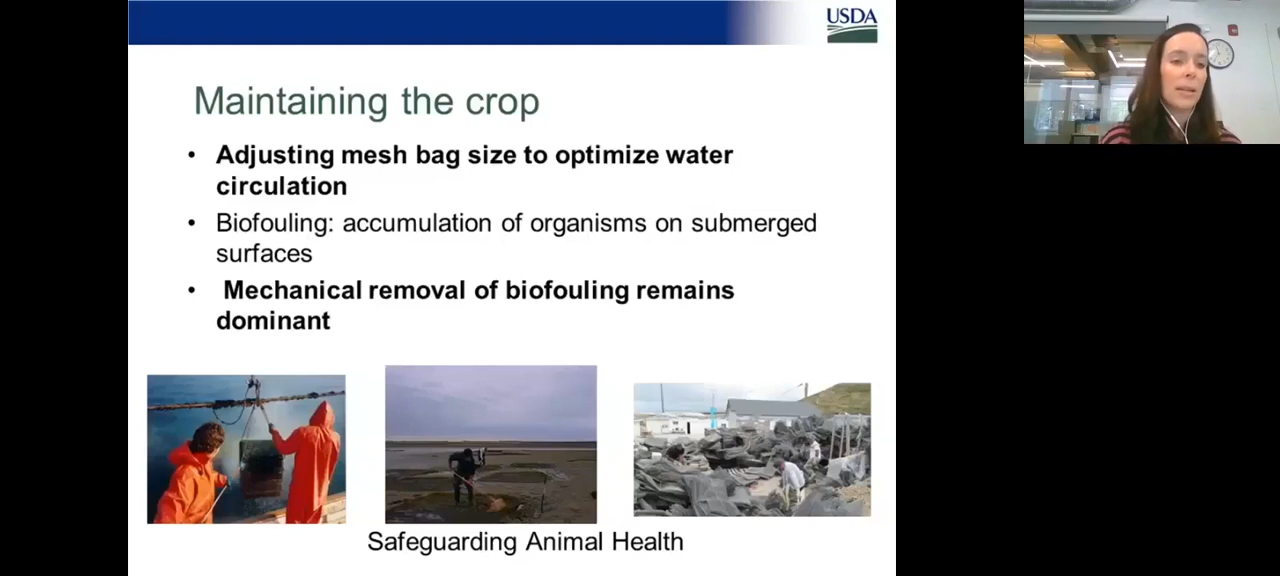 USDA
Maintaining the crop
• Adjusting mesh bag size to optimize water
circulation
• Biofouling: accumulation of organisms on submerged
surfaces
• Mechanical removal of biofouling remains
dominant
Safeguarding Animal Health